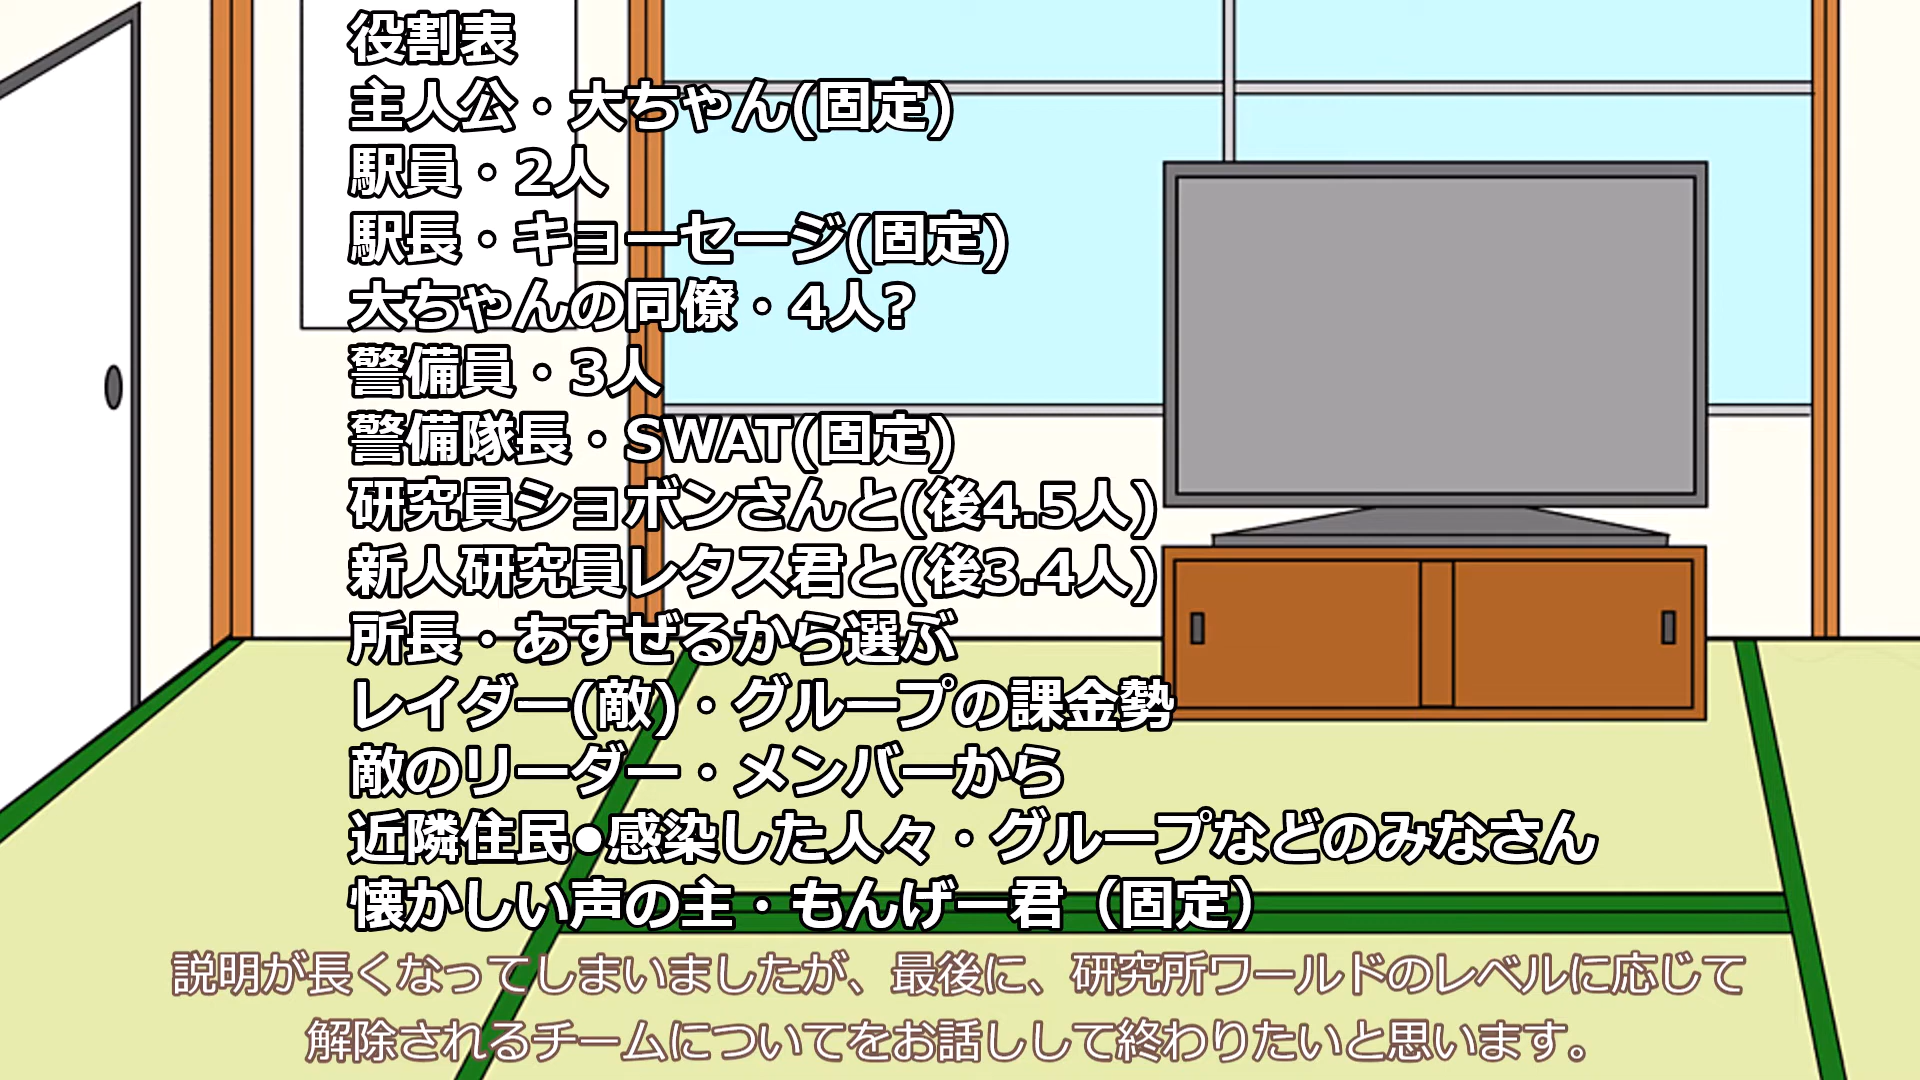 役割表
主人公・大ちゃん(固定)
駅員・2人
駅長・キョーセージ(固定)
大ちゃんの同僚・4人?
警備員・3人
警備隊長・SWAT(固定)
研究員ショボンさんと(後4.5人)
新人研究員レタス君と(後3.4人)
所長・あすぜるから選ぶ
レイダー(敵)・グループの課金勢
敵のリーダー・メンバーから
近隣住民●感染した人々・グループなどのみなさん
懐かしい声の主・もんげー君（固定）
説明が長くなってしまいましたが、最後に、研究所ワールドのレベルに応じて
解除されるチームについてをお話しして終わりたいと思います。